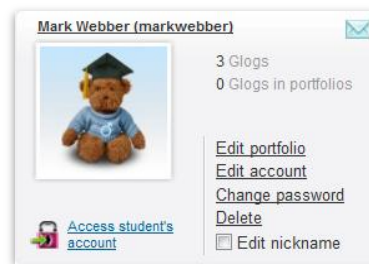 Mark Webber (markwebber)
3 Glogs
0 Glogs in portfolios
Edit portfolio
Edit account
Change password
Delete
Edit nickname
Access student's
account